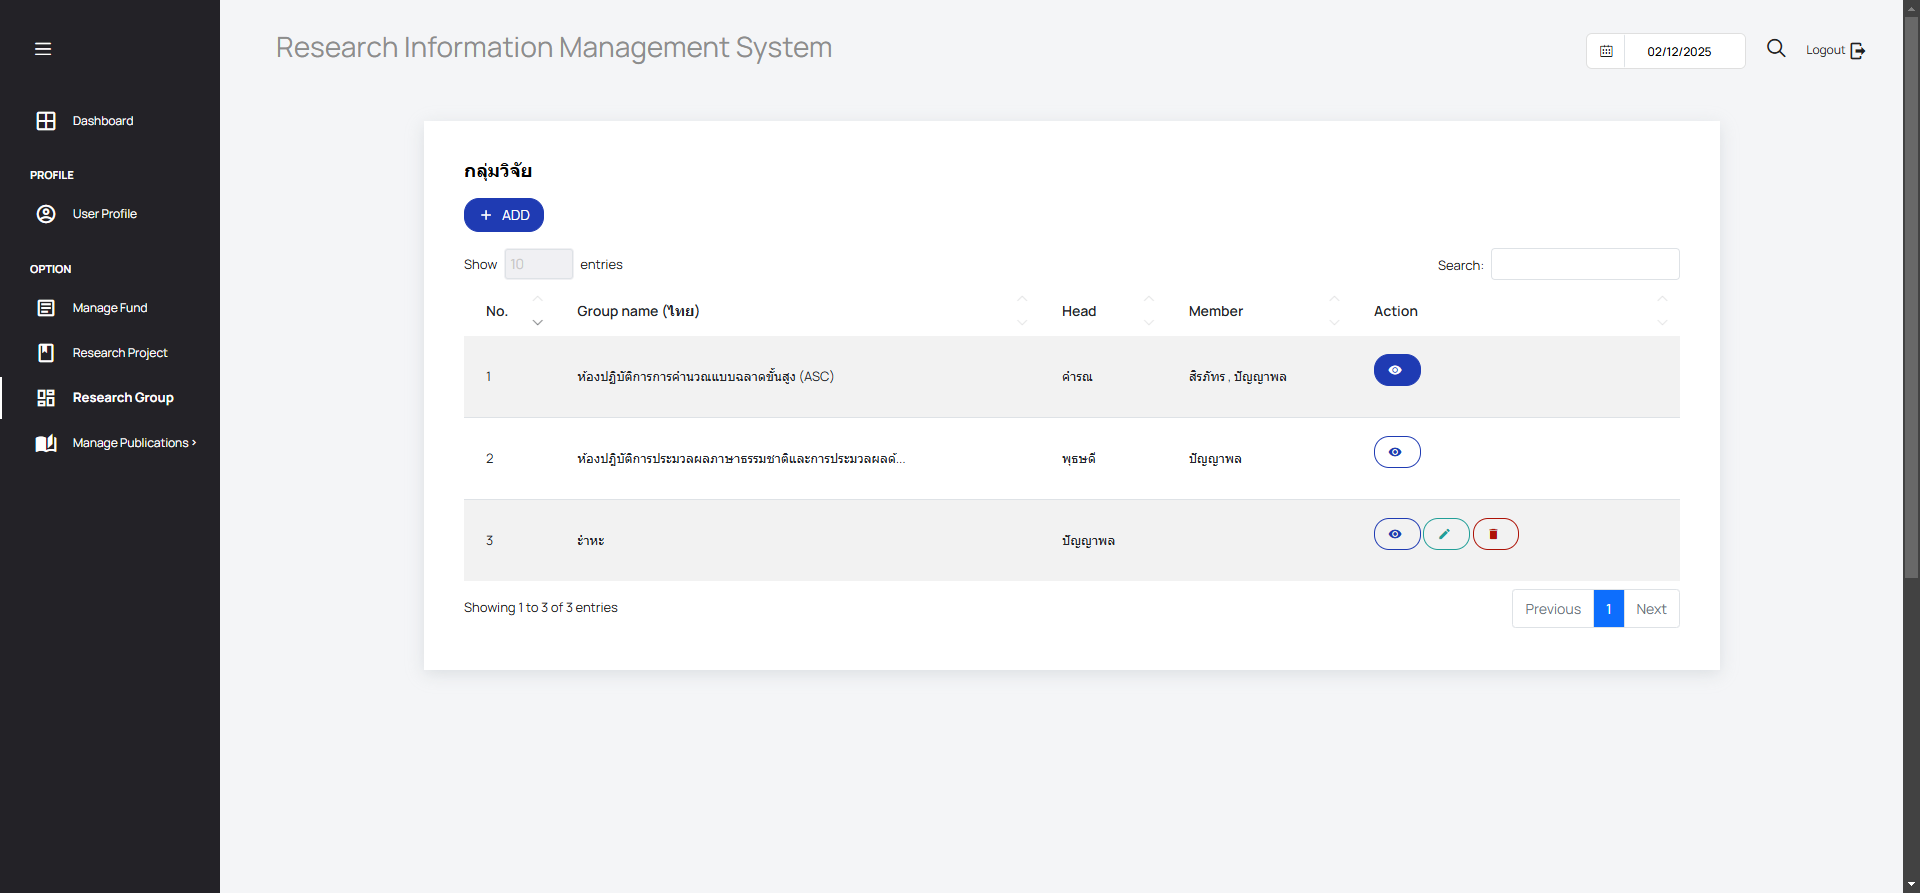 Research Information Management System
02/12/2025
Logout
Dashboard
PROFILE
User Profile
OPTION
Manage Fund
Research Project
Research Group
Manage Publications ›
กลุ่มวิจัย
+ ADD
Show 10 entries
Search:
No. Group name (ไทย) Head Member Action
1 ห้องปฏิบัติการการคำนวณแบบฉลาดขั้นสูง (ASC) คำรณ สิรภัทร , ปัญญาพล
2 ห้องปฏิบัติการประมวลผลภาษาธรรมชาติและการประมวลผลด้... พุธษดี ปัญญาพล
3 ะำหะ ปัญญาพล
Showing 1 to 3 of 3 entries
Previous 1 Next